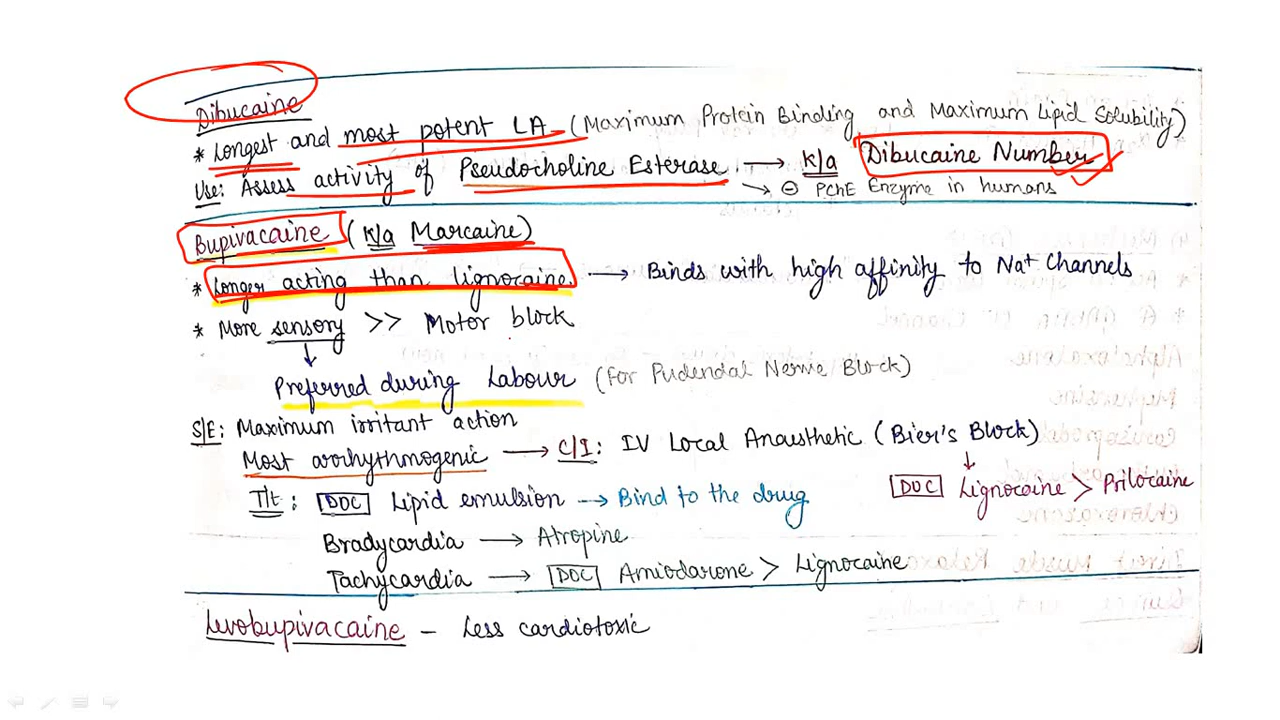 Dibucaine
* Longest and most potent LA (Maximum Protein Binding and Maximum Lipid Solubility)
Use: Assess activity of Pseudocholine Esterase → k/a Dibucaine Number
→ ⊖ PChE Enzyme in humans
Bupivacaine (k/a Marcaine)
* Longer acting than lignocaine. → Binds with high affinity to Na+ Channels
* More sensory >> Motor block
↓
Preferred during Labour (For Pudendal Nerve Block)
S/E: Maximum irritant action
Most arrhythmogenic → C/I: IV Local Anaesthetic (Bier's Block)
↓
T/t: DOC Lipid emulsion → Bind to the drug
DOC Lignocaine > Prilocaine
Bradycardia → Atropine
Tachycardia → DOC Amiodarone > Lignocaine
Levobupivacaine - Less cardiotoxic